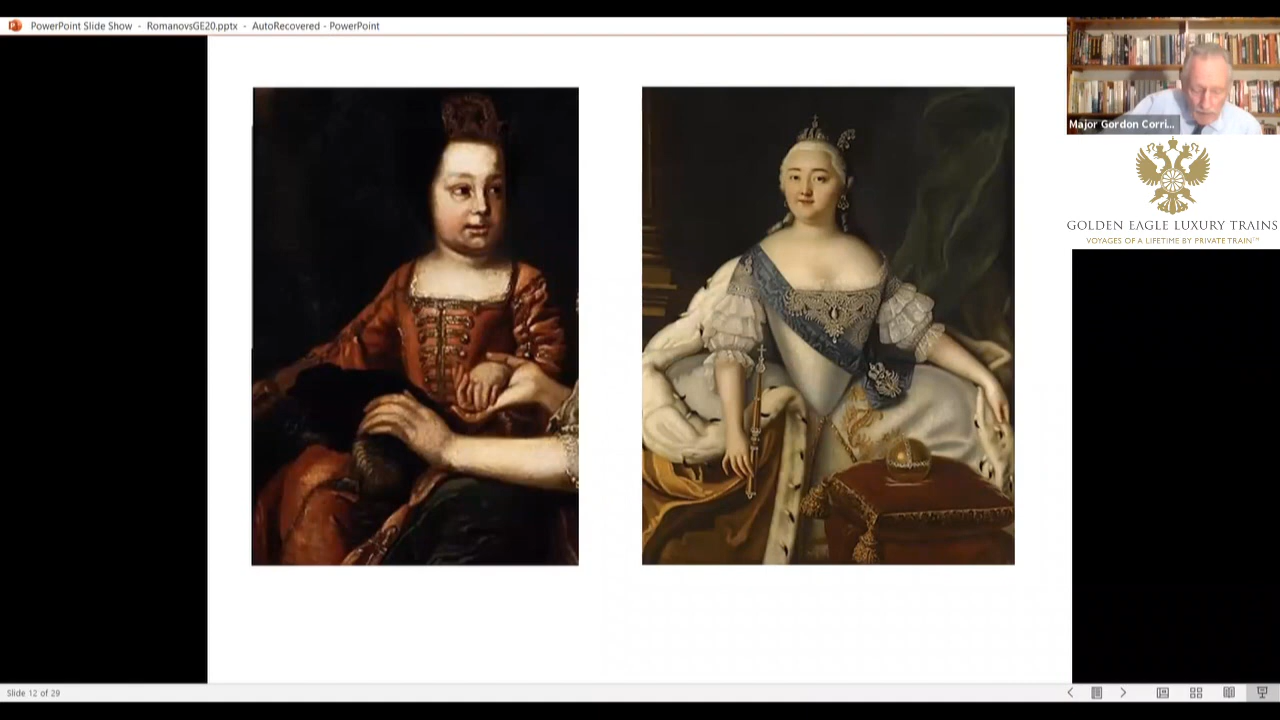 PowerPoint Slide Show - RomanovsGE20.pptx - AutoRecovered - PowerPoint
Major Gordon Corri...
GOLDEN EAGLE LUXURY TRAINS
VOYAGES OF A LIFETIME BY PRIVATE TRAIN™
Slide 12 of 29